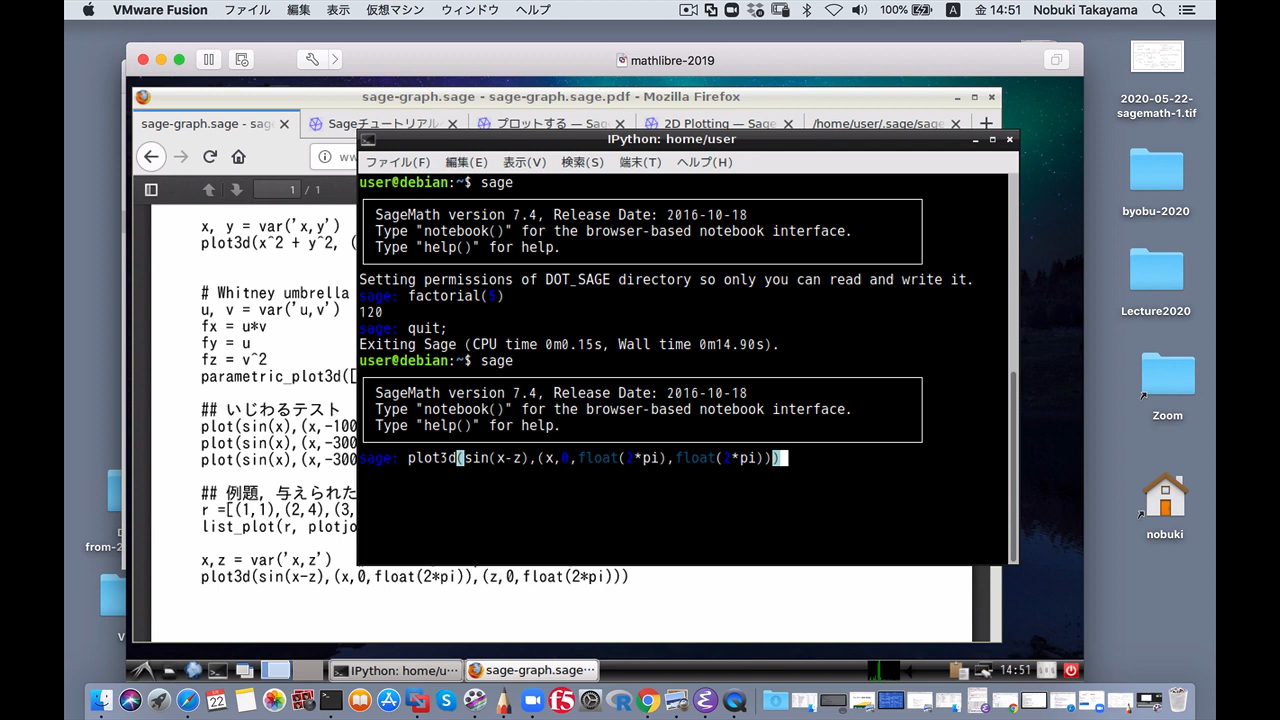 VMware Fusion ファイル 編集 表示 仮想マシン ウィンドウ ヘルプ 100% A 金 14:51 Nobuki Takayama
mathlibre-2019
sage-graph.sage - sage-graph.sage.pdf - Mozilla Firefox
sage-graph.sage - sag Sageチュートリアル プロットする — Sag 2D Plotting — Sage /home/user/.sage/sage
IPython: home/user
ww
ファイル(F) 編集(E) 表示(V) 検索(S) 端末(T) ヘルプ(H)
1 / 1
user@debian:~$ sage
SageMath version 7.4, Release Date: 2016-10-18
Type "notebook()" for the browser-based notebook interface.
Type "help()" for help.
Setting permissions of DOT_SAGE directory so only you can read and write it.
sage: factorial(5)
120
sage: quit;
Exiting Sage (CPU time 0m0.15s, Wall time 0m14.90s).
user@debian:~$ sage
SageMath version 7.4, Release Date: 2016-10-18
Type "notebook()" for the browser-based notebook interface.
Type "help()" for help.
sage: plot3d(sin(x-z),(x,0,float(2*pi),float(2*pi)))
x, y = var('x,y')
plot3d(x^2 + y^2, (
# Whitney umbrella
u, v = var('u,v')
fx = u*v
fy = u
fz = v^2
parametric_plot3d([
## いじわるテスト
plot(sin(x),(x,-100
plot(sin(x),(x,-300
plot(sin(x),(x,-300
## 例題, 与えられた
r =[(1,1),(2,4),(3,
list_plot(r, plotjo
x,z = var('x,z')
plot3d(sin(x-z),(x,0,float(2*pi)),(z,0,float(2*pi)))
IPython: home/u··· sage-graph.sage··· 14:51
2020-05-22-
sagemath-1.tif
byobu-2020
Lecture2020
Zoom
nobuki
from-2
22
f5